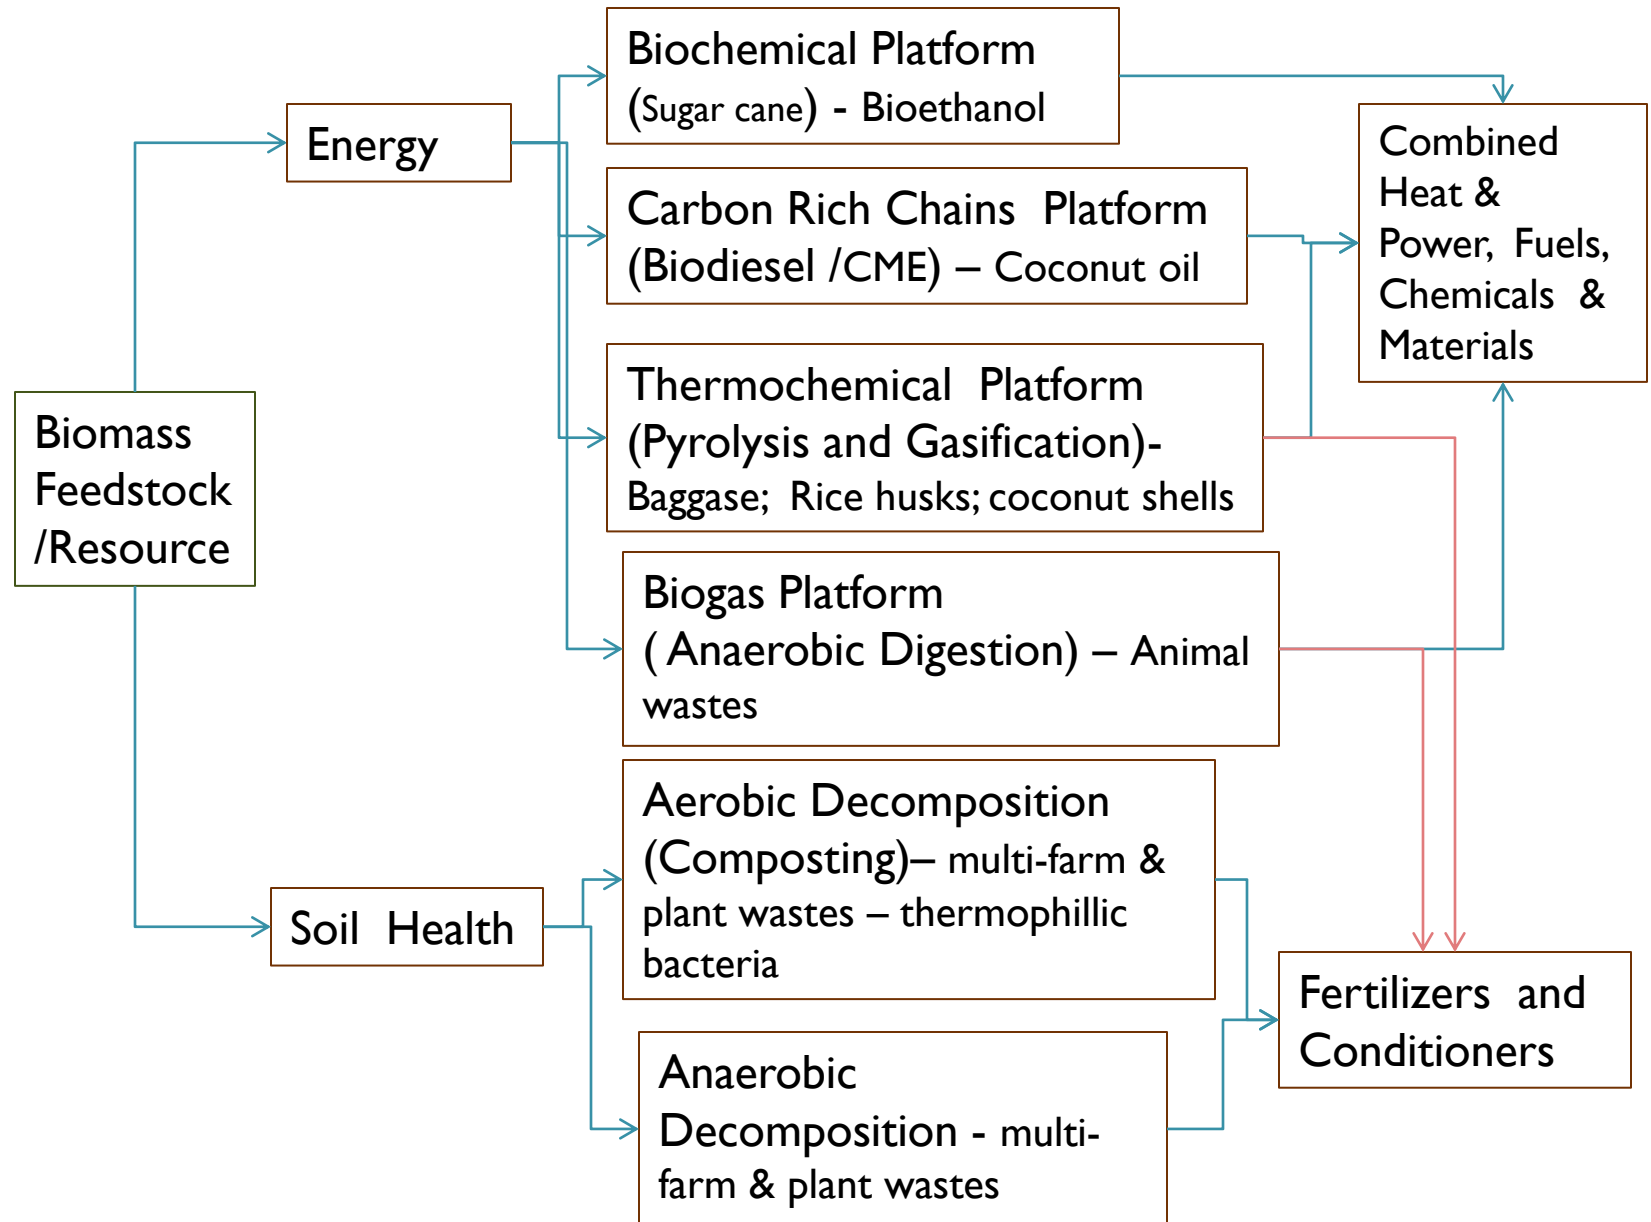 Biochemical Platform
(Sugar cane) - Bioethanol
Energy
Combined
Heat &
Power, Fuels,
Chemicals &
Materials
Carbon Rich Chains Platform
(Biodiesel /CME) – Coconut oil
Thermochemical Platform
(Pyrolysis and Gasification)-
Baggase; Rice husks; coconut shells
Biomass
Feedstock
/Resource
Biogas Platform
( Anaerobic Digestion) – Animal
wastes
Aerobic Decomposition
(Composting)– multi-farm &
plant wastes – thermophillic
bacteria
Soil Health
Fertilizers and
Conditioners
Anaerobic
Decomposition - multi-
farm & plant wastes